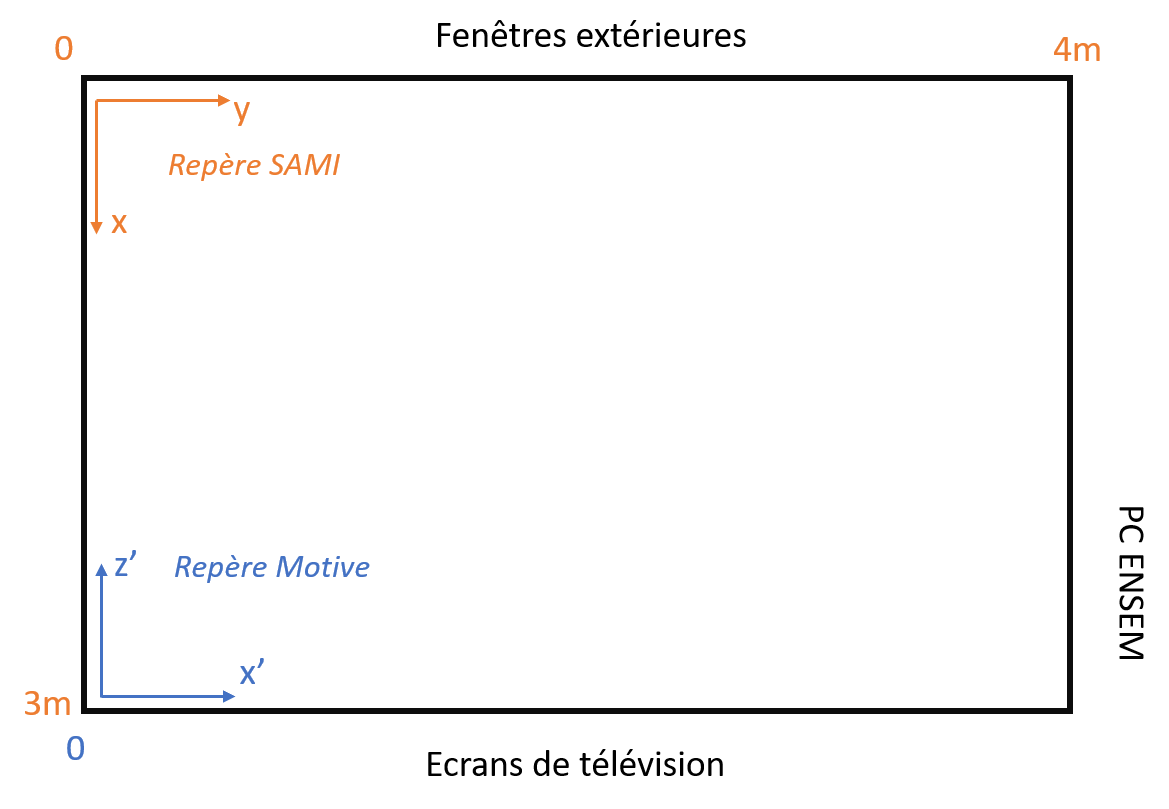 Fenêtres extérieures
0
4m
y
Repère SAMI
x
PC ENSEM
z’
Repère Motive
x’
3m
0
Ecrans de télévision